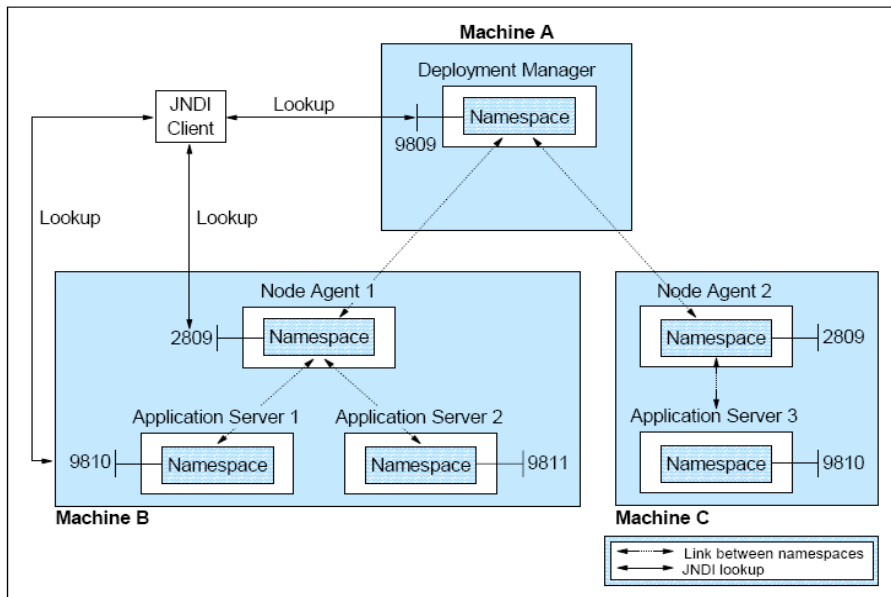 Machine A
Deployment Manager
JNDI
Client
Lookup
Namespace
9809
Lookup
Lookup
Node Agent 1
2809
Namespace
Application Server 1
Application Server 2
9810
Namespace
Namespace
9811
Machine B
Node Agent 2
Namespace
2809
Application Server 3
Namespace
9810
Machine C
Link between namespaces
JNDI lookup